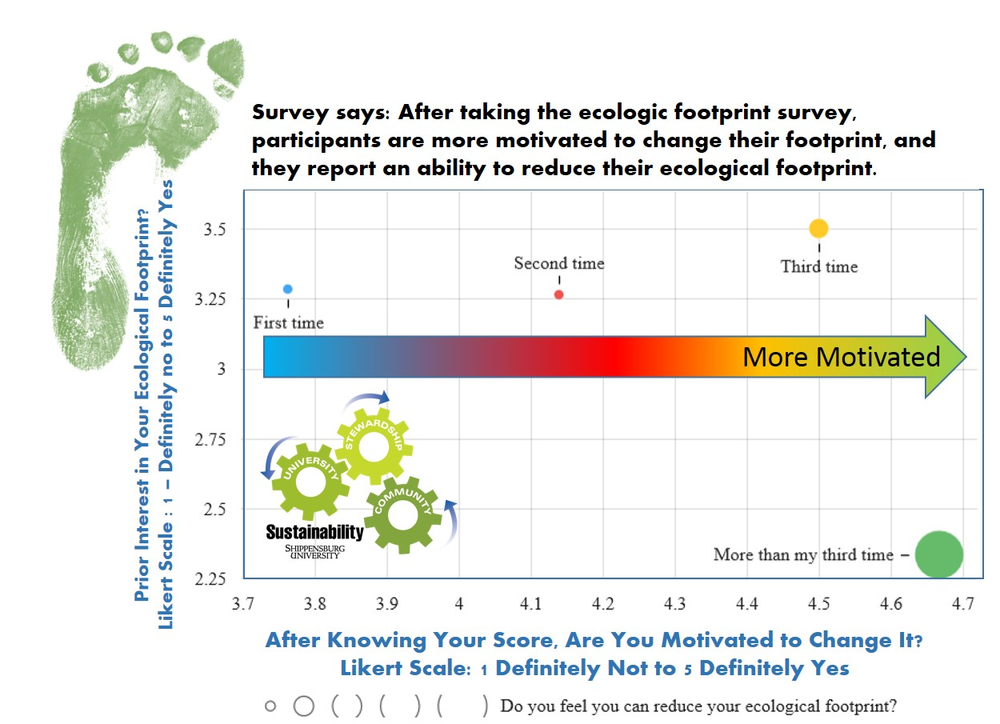 Survey says: After taking the ecologic footprint survey,
participants are more motivated to change their footprint, and
they report an ability to reduce their ecological footprint.
Prior Interest in Your Ecological Footprint?
Likert Scale : 1 – Definitely no to 5 Definitely Yes
3.5
3.25
3
2.75
2.5
2.25
First time
Second time
Third time
More Motivated
STEWARDSHIP
UNIVERSITY
COMMUNITY
Sustainability
SHIPPENSBURG
UNIVERSITY
More than my third time
3.7 3.8 3.9 4 4.1 4.2 4.3 4.4 4.5 4.6 4.7
After Knowing Your Score, Are You Motivated to Change It?
Likert Scale: 1 Definitely Not to 5 Definitely Yes
Do you feel you can reduce your ecological footprint?